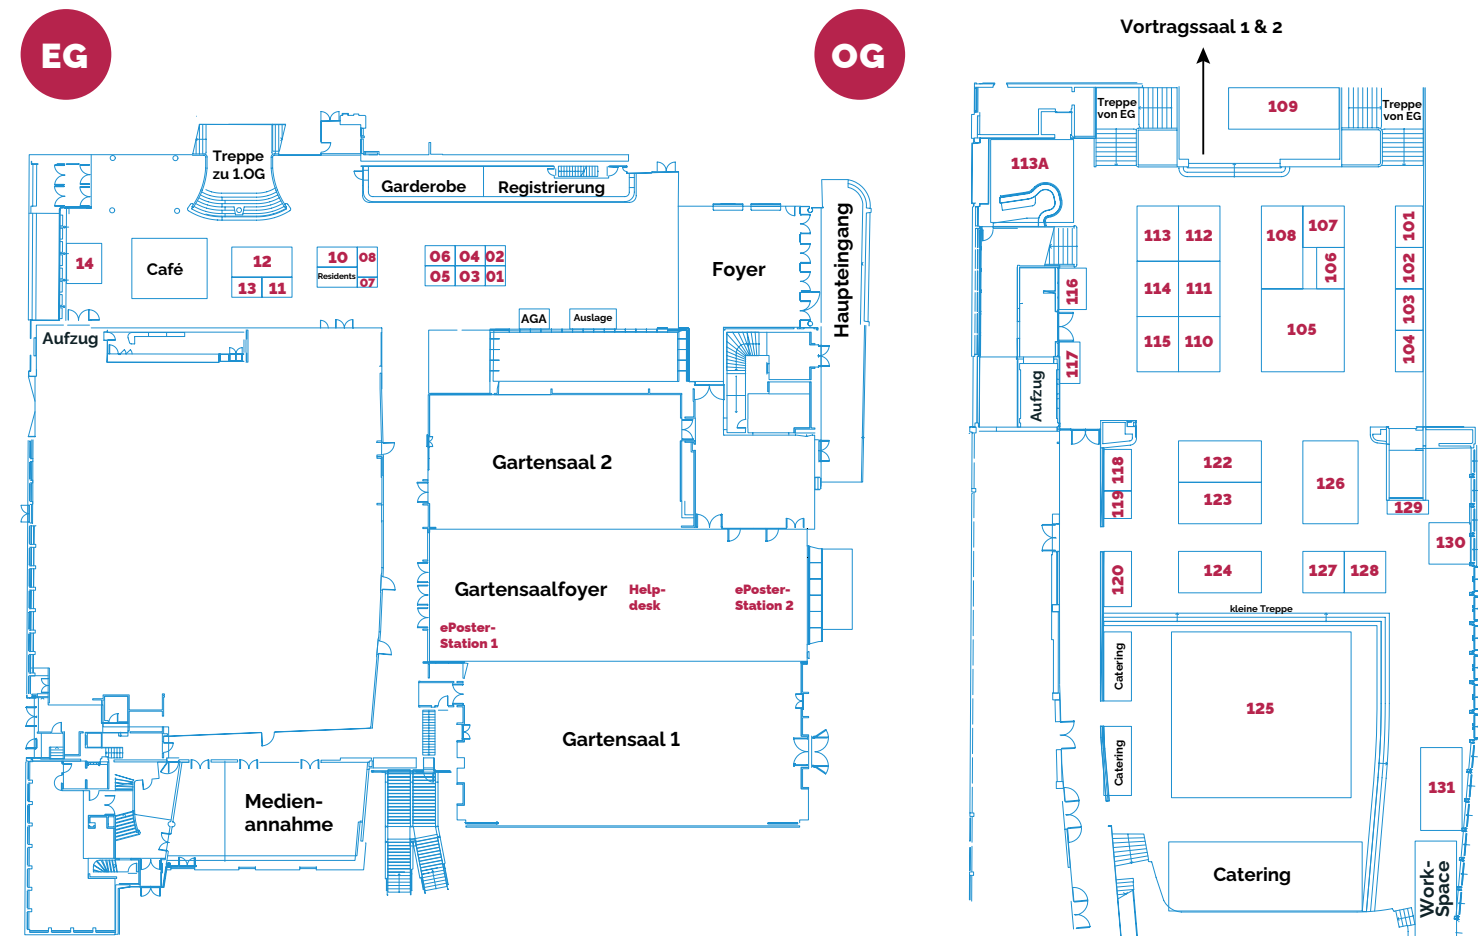 EG
Treppe
zu 1.OG
Garderobe
Registrierung
14
Café
12
13
11
10
Residents
08
07
06
04
02
05
03
01
Foyer
Haupteingang
AGA
Auslage
Aufzug
Gartensaal 2
Gartensaalfoyer
Help-
desk
ePoster-
Station 2
ePoster-
Station 1
Gartensaal 1
Medien-
annahme
OG
Vortragssaal 1 & 2
Treppe
von EG
109
Treppe
von EG
113A
113
112
108
107
101
106
102
116
114
111
103
105
115
110
104
117
Aufzug
118
122
126
119
123
129
130
120
124
127
128
kleine Treppe
Catering
125
Catering
131
Catering
Work-
Space